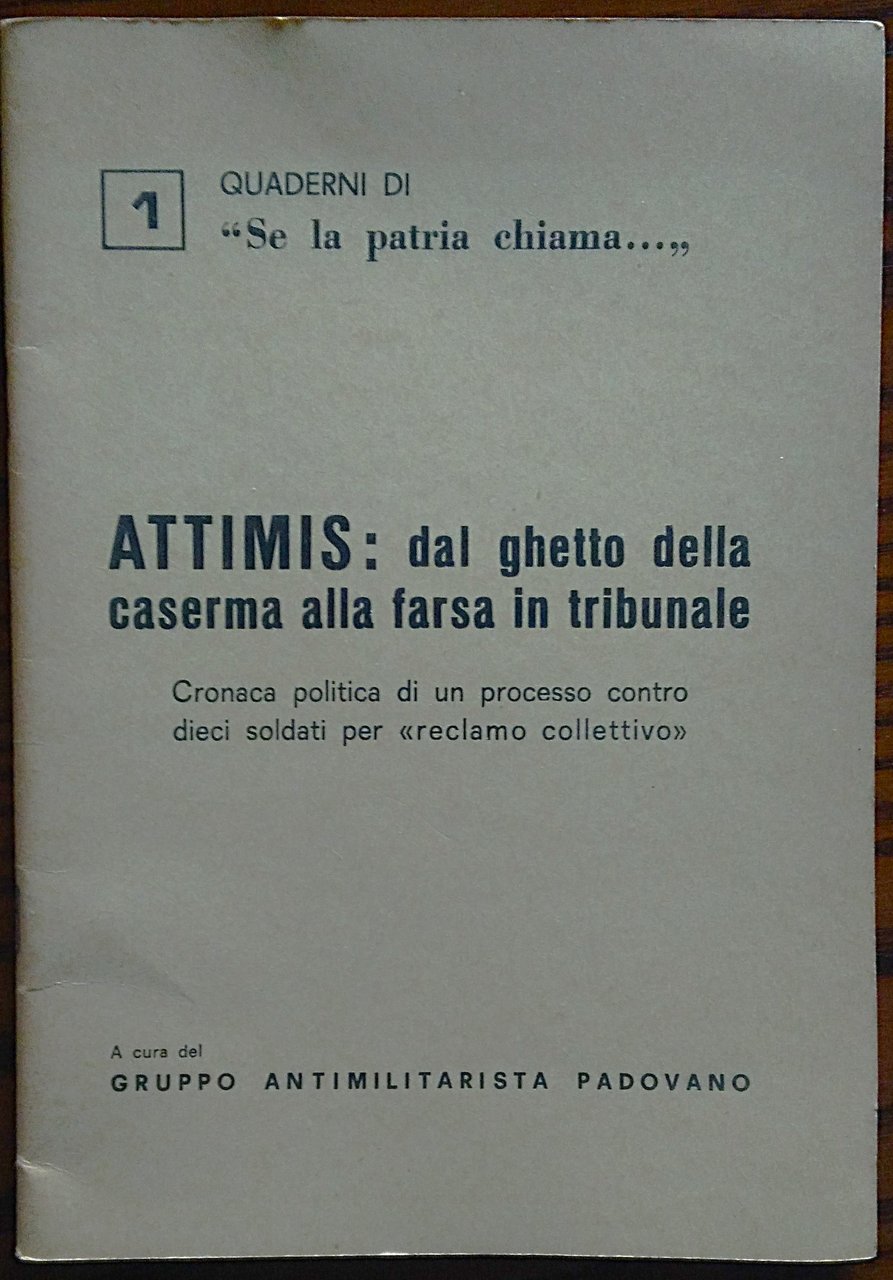 1
QUADERNI DI
“Se la patria chiama...„
ATTIMIS: dal ghetto della
caserma alla farsa in tribunale
Cronaca politica di un processo contro
dieci soldati per «reclamo collettivo»
A cura del
GRUPPO ANTIMILITARISTA PADOVANO